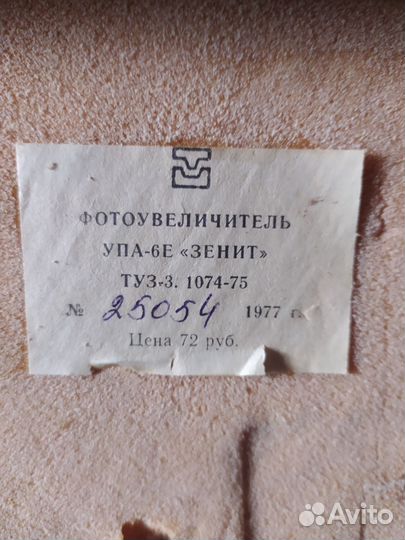 ФОТОУВЕЛИЧИТЕЛЬ
УПА-6Е «ЗЕНИТ»
ТУЗ-3. 1074-75
№ 25054 1977 г.
Цена 72 руб.
Avito